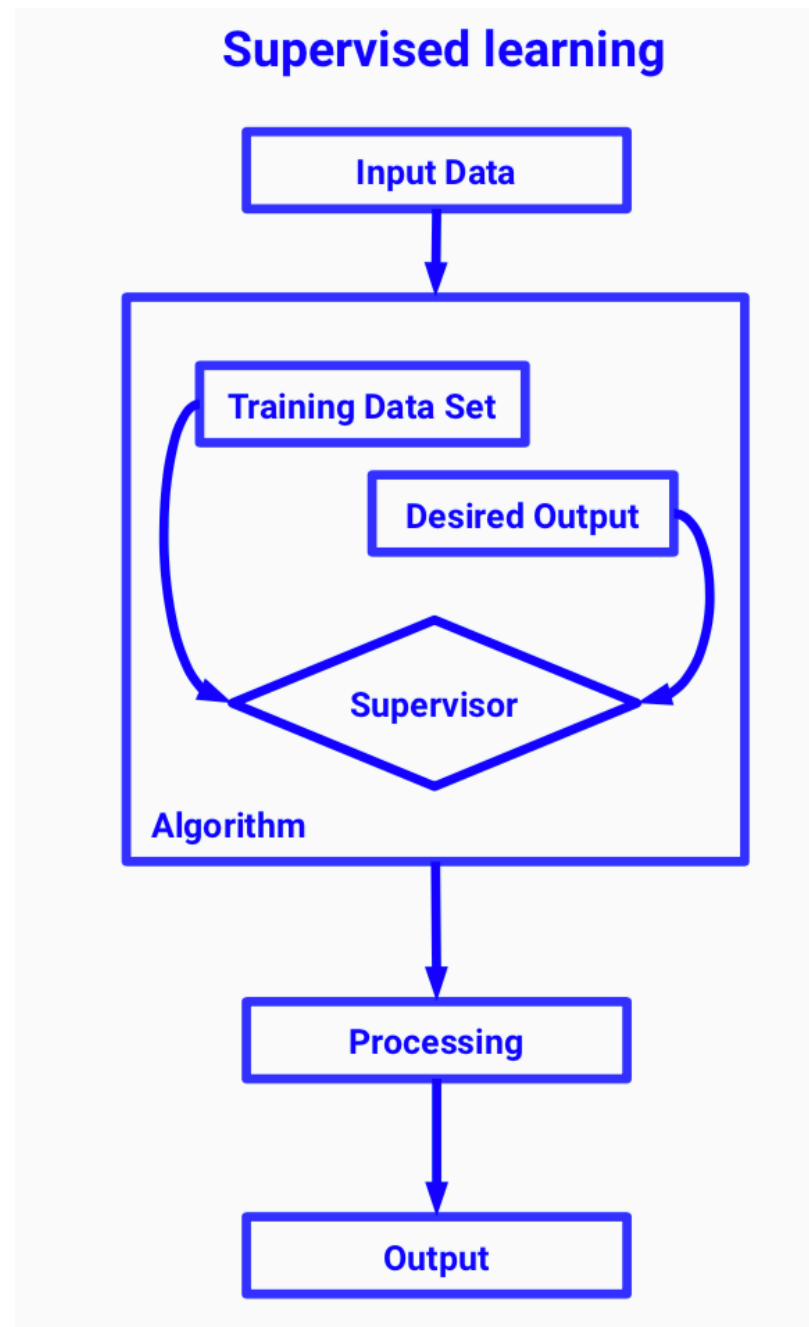 Supervised learning
Input Data
Training Data Set
Desired Output
Supervisor
Algorithm
Processing
Output